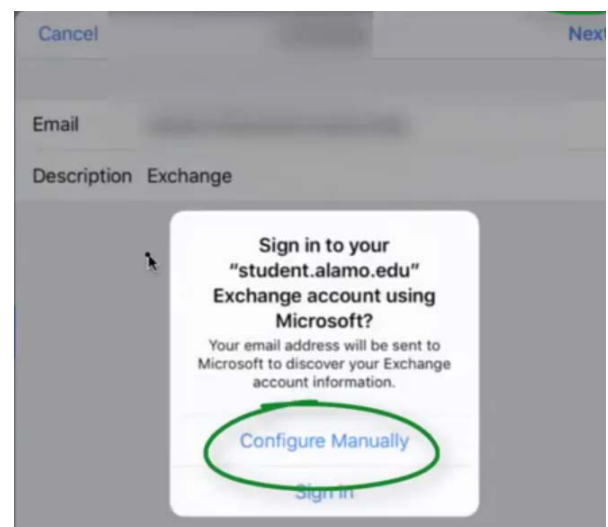 Cancel
Next
Email
Description Exchange
Sign in to your
"student.alamo.edu"
Exchange account using
Microsoft?
Your email address will be sent to
Microsoft to discover your Exchange
account information.
Configure Manually
Sign In